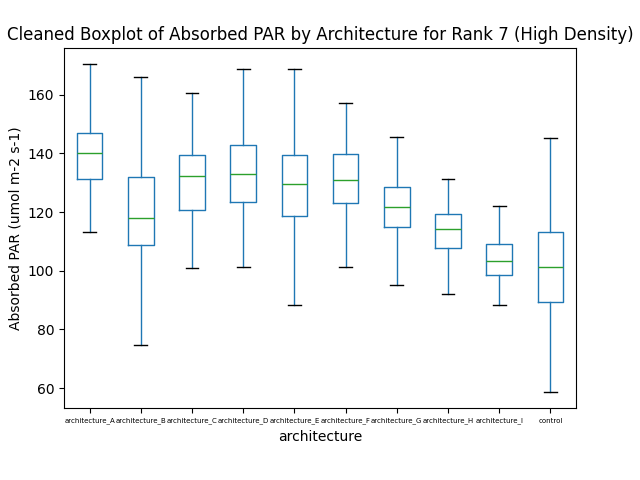 Cleaned Boxplot of Absorbed PAR by Architecture for Rank 7 (High Density)
Absorbed PAR (umol m-2 s-1)
160
140
120
100
80
60
architecture_A architecture_B architecture_C architecture_D architecture_E architecture_F architecture_G architecture_H architecture_I control
architecture